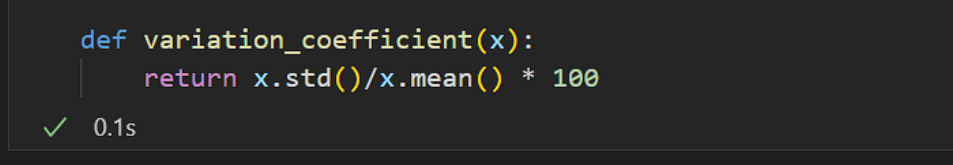 def variation_coefficient(x):
    return x.std()/x.mean() * 100
0.1s